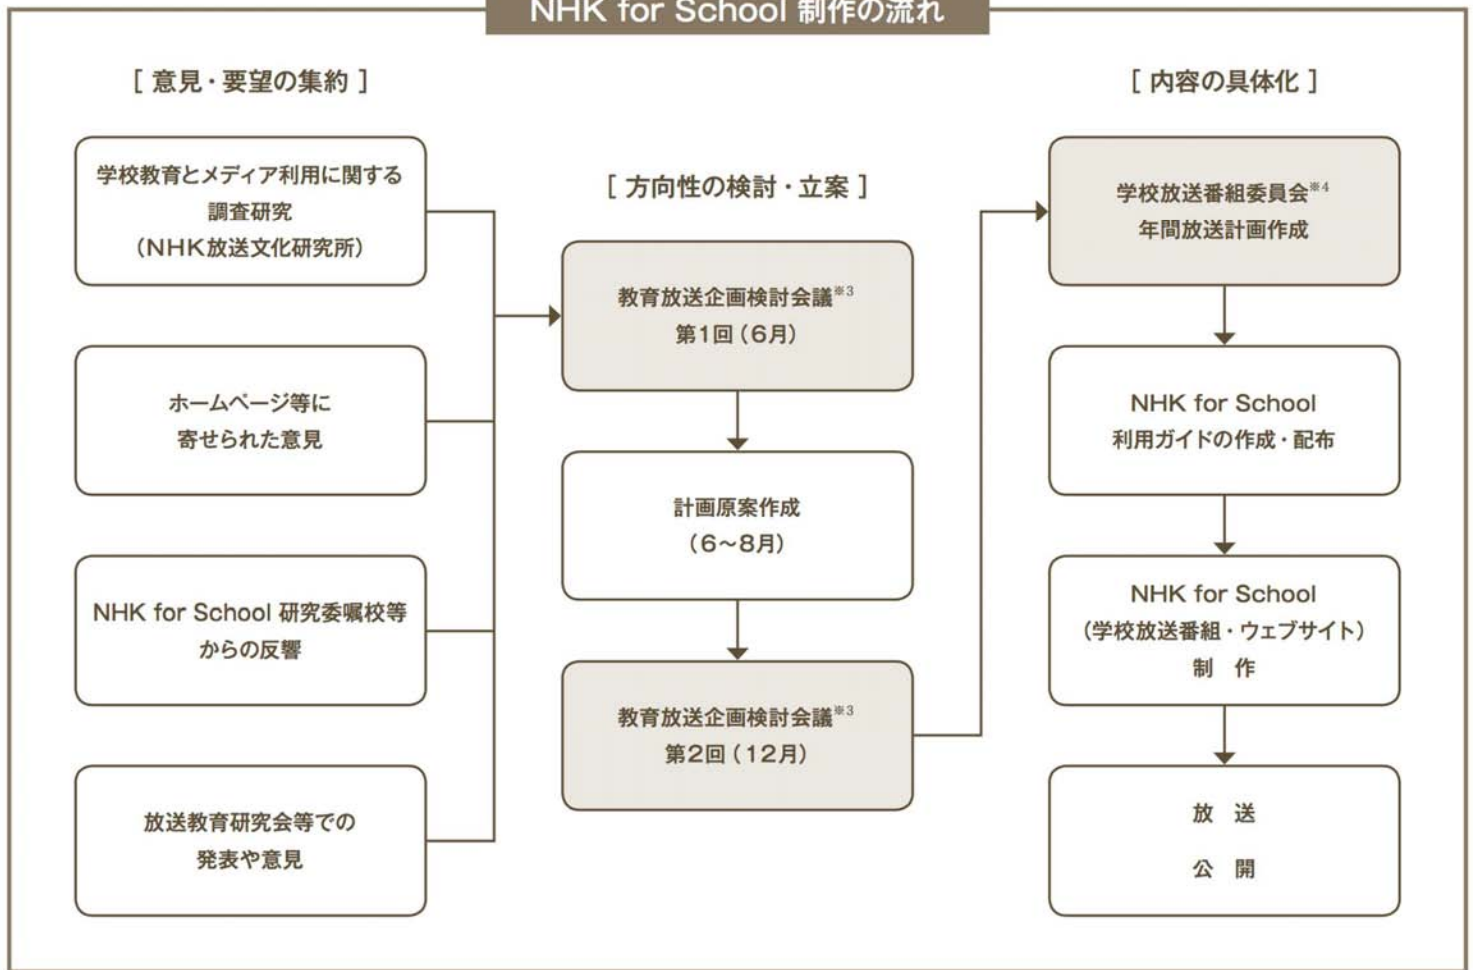 NHK for School 制作の流れ
[ 意見・要望の集約 ]
学校教育とメディア利用に関する
調査研究
（NHK放送文化研究所）
ホームページ等に
寄せられた意見
NHK for School 研究委嘱校等
からの反響
放送教育研究会等での
発表や意見
[ 方向性の検討・立案 ]
教育放送企画検討会議※3
第1回（6月）
計画原案作成
（6〜8月）
教育放送企画検討会議※3
第2回（12月）
[ 内容の具体化 ]
学校放送番組委員会※4
年間放送計画作成
NHK for School
利用ガイドの作成・配布
NHK for School
（学校放送番組・ウェブサイト）
制　作
放　送
公　開